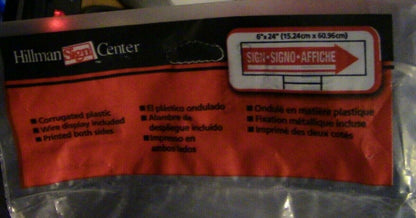 Hillman Sign Center
6"x 24" (15.24cm x 60.96cm)
SIGN·SIGNO·AFFICHE
■ Corrugated plastic
■ Wire display included
■ Printed both sides
■ El plástico ondulado
■ Alambre de
despliegue incluido
■ Impreso en
ambos lados
■ Ondulé en matière plastique
■ Fixation métallique incluse
■ Imprimé des deux cotés